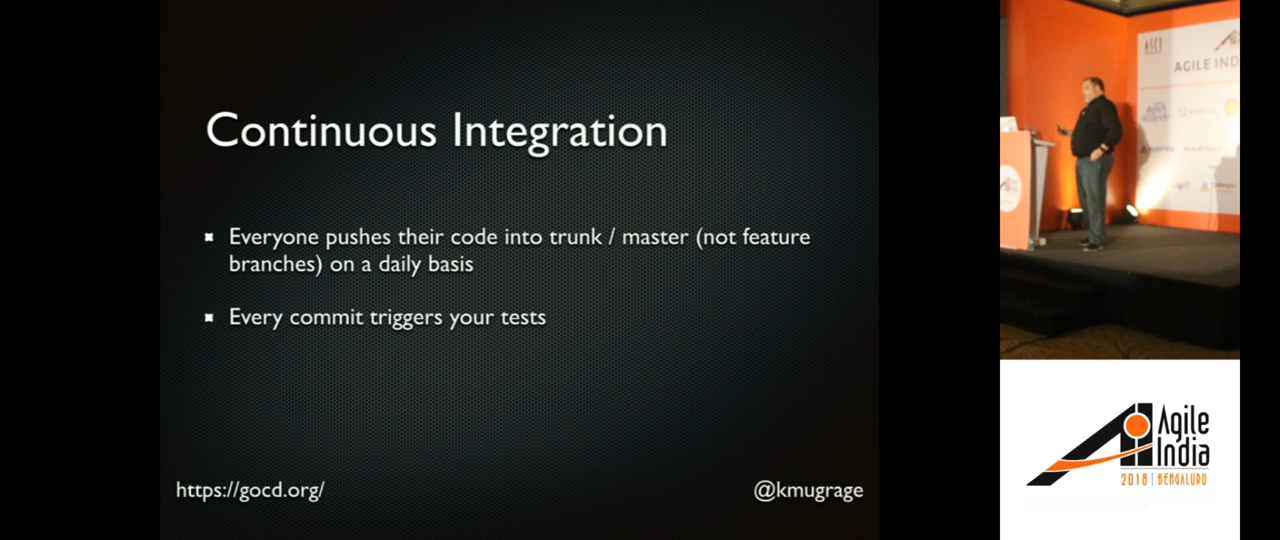 Continuous Integration
Everyone pushes their code into trunk / master (not feature
branches) on a daily basis
Every commit triggers your tests
https://gocd.org/
@kmugrage
ASCI
AGILE IND
Agile
India
2018 | BENGALURU